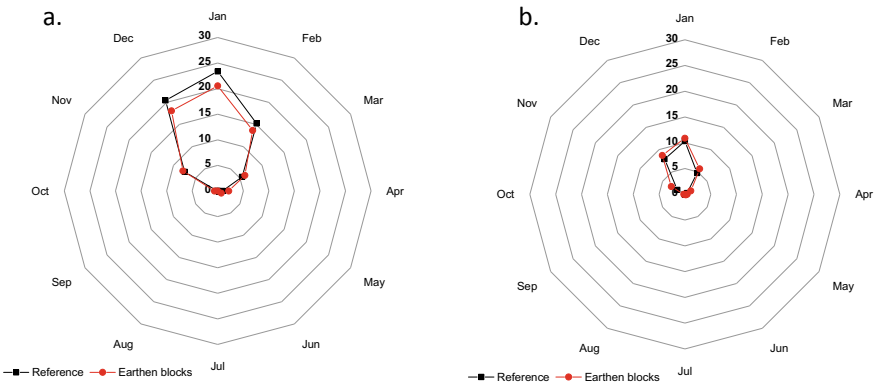 a.
Jan
Feb
Mar
Apr
May
Jun
Jul
Aug
Sep
Oct
Nov
Dec
30
25
20
15
10
5
0
Reference Earthen blocks
b.
Jan
Feb
Mar
Apr
May
Jun
Jul
Aug
Sep
Oct
Nov
Dec
30
25
20
15
10
5
0
Reference Earthen blocks